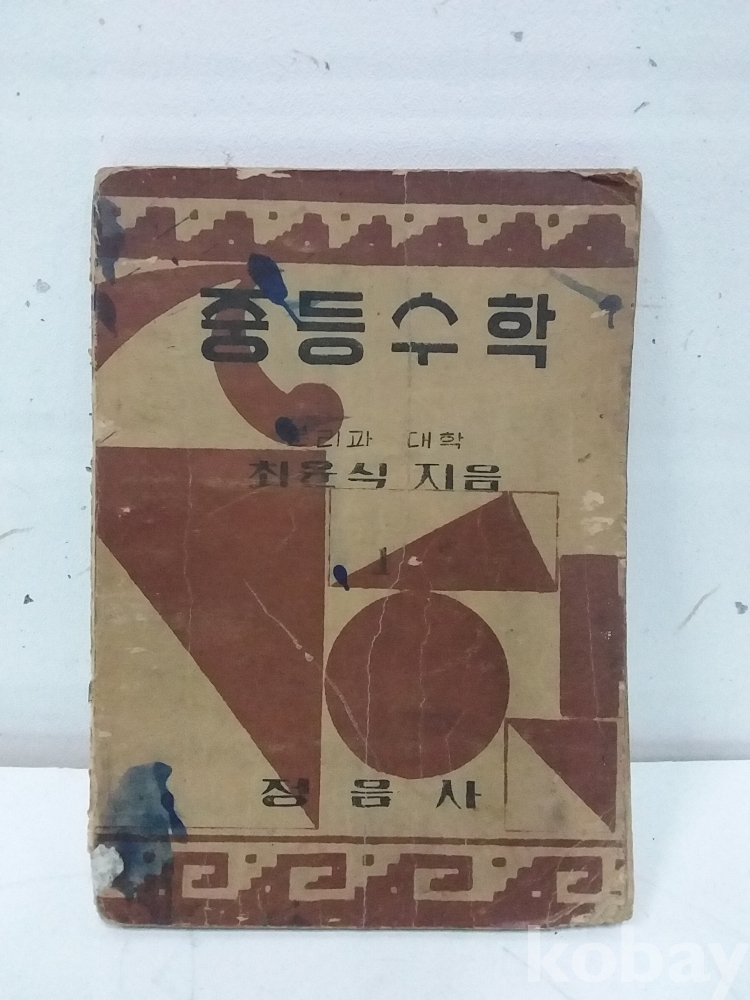 중등수학
리과 대학
최윤식 지음
1
정음사
kobay